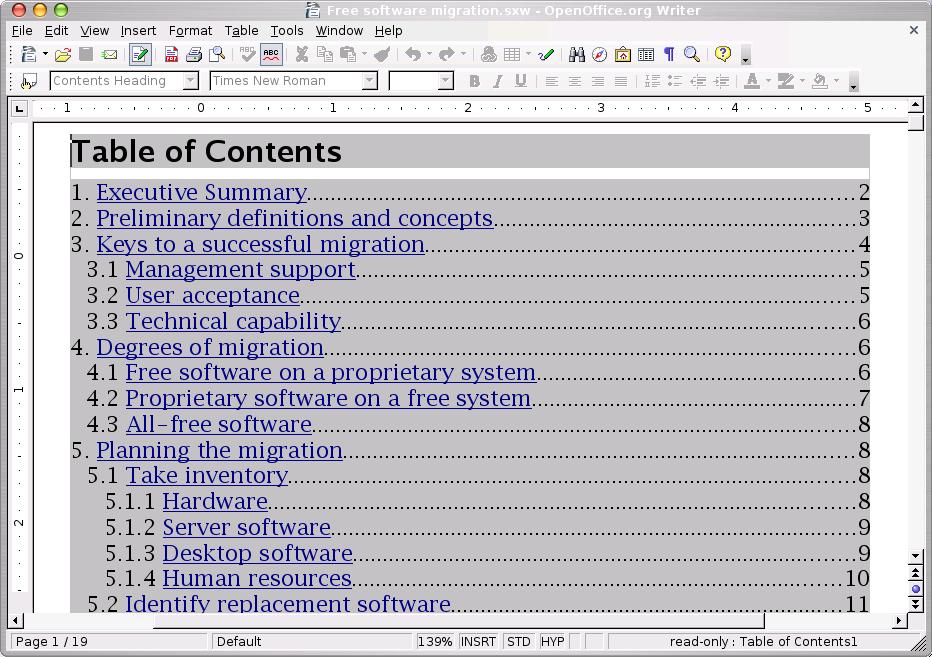 Free software migration.sxw - OpenOffice.org Writer
File Edit View Insert Format Table Tools Window Help
ABC ABC
Contents Heading Times New Roman B I U A
1 0 1 2 3 4 5
Table of Contents
1. Executive Summary 2
2. Preliminary definitions and concepts 3
3. Keys to a successful migration 4
3.1 Management support 5
3.2 User acceptance 5
3.3 Technical capability 6
4. Degrees of migration 6
4.1 Free software on a proprietary system 6
4.2 Proprietary software on a free system 7
4.3 All-free software 8
5. Planning the migration 8
5.1 Take inventory 8
5.1.1 Hardware 8
5.1.2 Server software 9
5.1.3 Desktop software 9
5.1.4 Human resources 10
5.2 Identify replacement software 11
0
1
2
Page 1 / 19 Default 139% INSRT STD HYP read-only : Table of Contents1